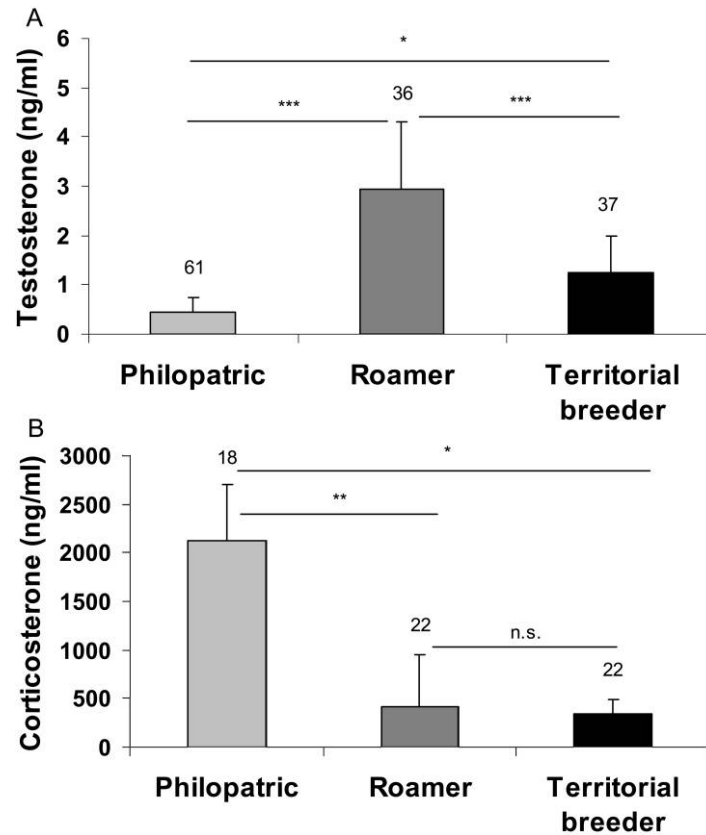 A
Testosterone (ng/ml)
6
5
4
3
2
1
0
*
***
***
61
36
37
Philopatric
Roamer
Territorial
breeder
B
Corticosterone (ng/ml)
3000
2500
2000
1500
1000
500
0
*
**
n.s.
18
22
22
Philopatric
Roamer
Territorial
breeder